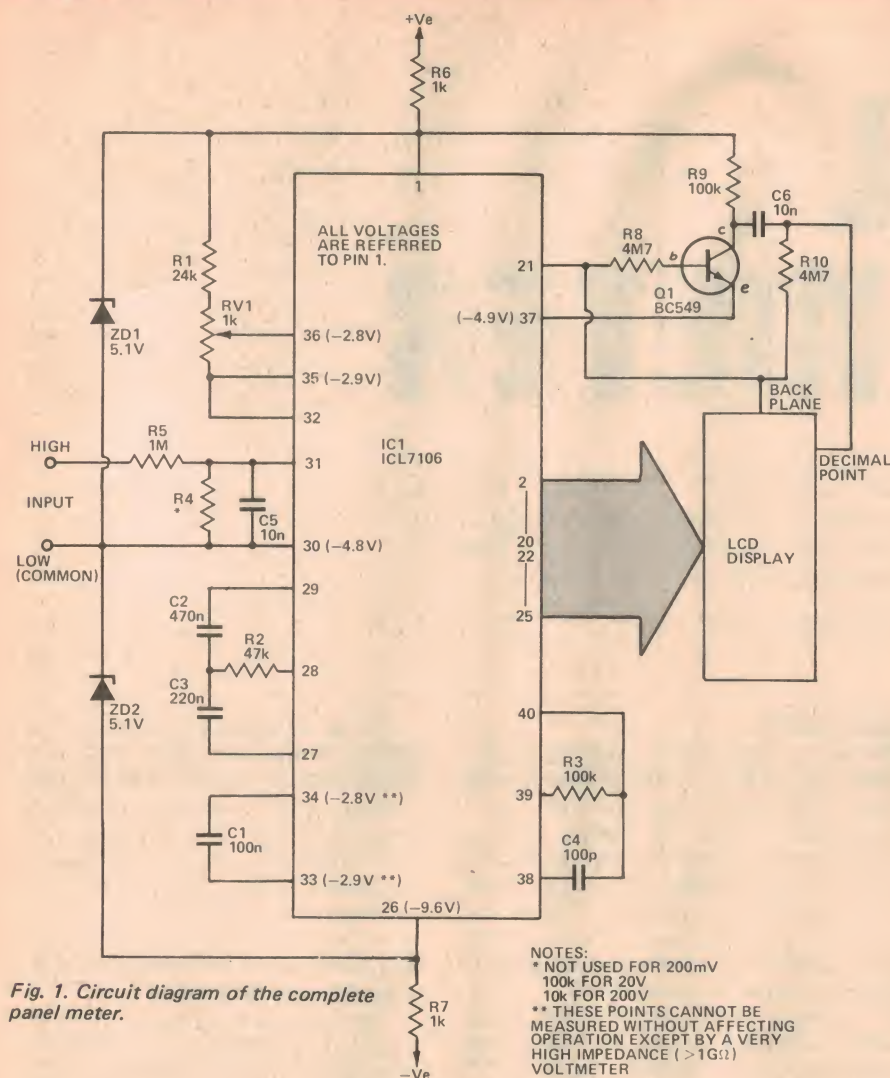 +Ve
R6
1k
1
R9
100k
C6
10n
ALL VOLTAGES
ARE REFERRED
TO PIN 1.
R1
24k
RV1
1k
21
R8
4M7
b
c
e
Q1
BC549
R10
4M7
ZD1
5.1V
36 (−2.8V)
(−4.9V) 37
35 (−2.9V)
32
BACK
PLANE
HIGH
R5
1M
31
IC1
ICL7106
DECIMAL
POINT
INPUT
R4
*
C5
10n
2
LOW
(COMMON)
30 (−4.8V)
20
22
LCD
DISPLAY
29
25
C2
470n
R2
47k
28
C3
220n
ZD2
5.1V
27
40
R3
100k
34 (−2.8V **)
39
C1
100n
C4
100p
33 (−2.9V **)
38
26 (−9.6V)
Fig. 1. Circuit diagram of the complete
panel meter.
R7
1k
−Ve
NOTES:
* NOT USED FOR 200mV
100k FOR 20V
10k FOR 200V
** THESE POINTS CANNOT BE
MEASURED WITHOUT AFFECTING
OPERATION EXCEPT BY A VERY
HIGH IMPEDANCE (>1GΩ)
VOLTMETER